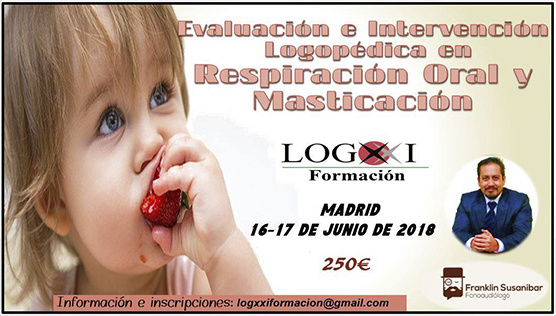 Evaluación e Intervención
Logopédica en
Respiración Oral y
Masticación
LOGXXI
Formación
MADRID
16-17 DE JUNIO DE 2018
250€
Franklin Susanibar
Fonoaudiólogo
Información e inscripciones: logxxiformacion@gmail.com